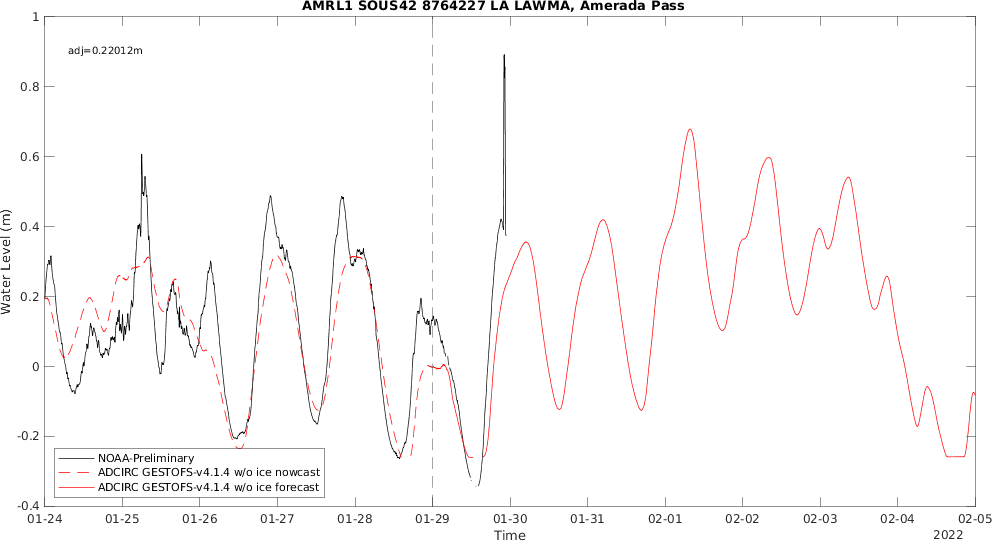 AMRL1 SOUS42 8764227 LA LAWMA, Amerada Pass
adj=0.22012m
1
0.8
0.6
0.4
0.2
0
-0.2
-0.4
Water Level (m)
NOAA-Preliminary
ADCIRC GESTOFS-v4.1.4 w/o ice nowcast
ADCIRC GESTOFS-v4.1.4 w/o ice forecast
01-24 01-25 01-26 01-27 01-28 01-29 01-30 01-31 02-01 02-02 02-03 02-04 02-05
Time
2022